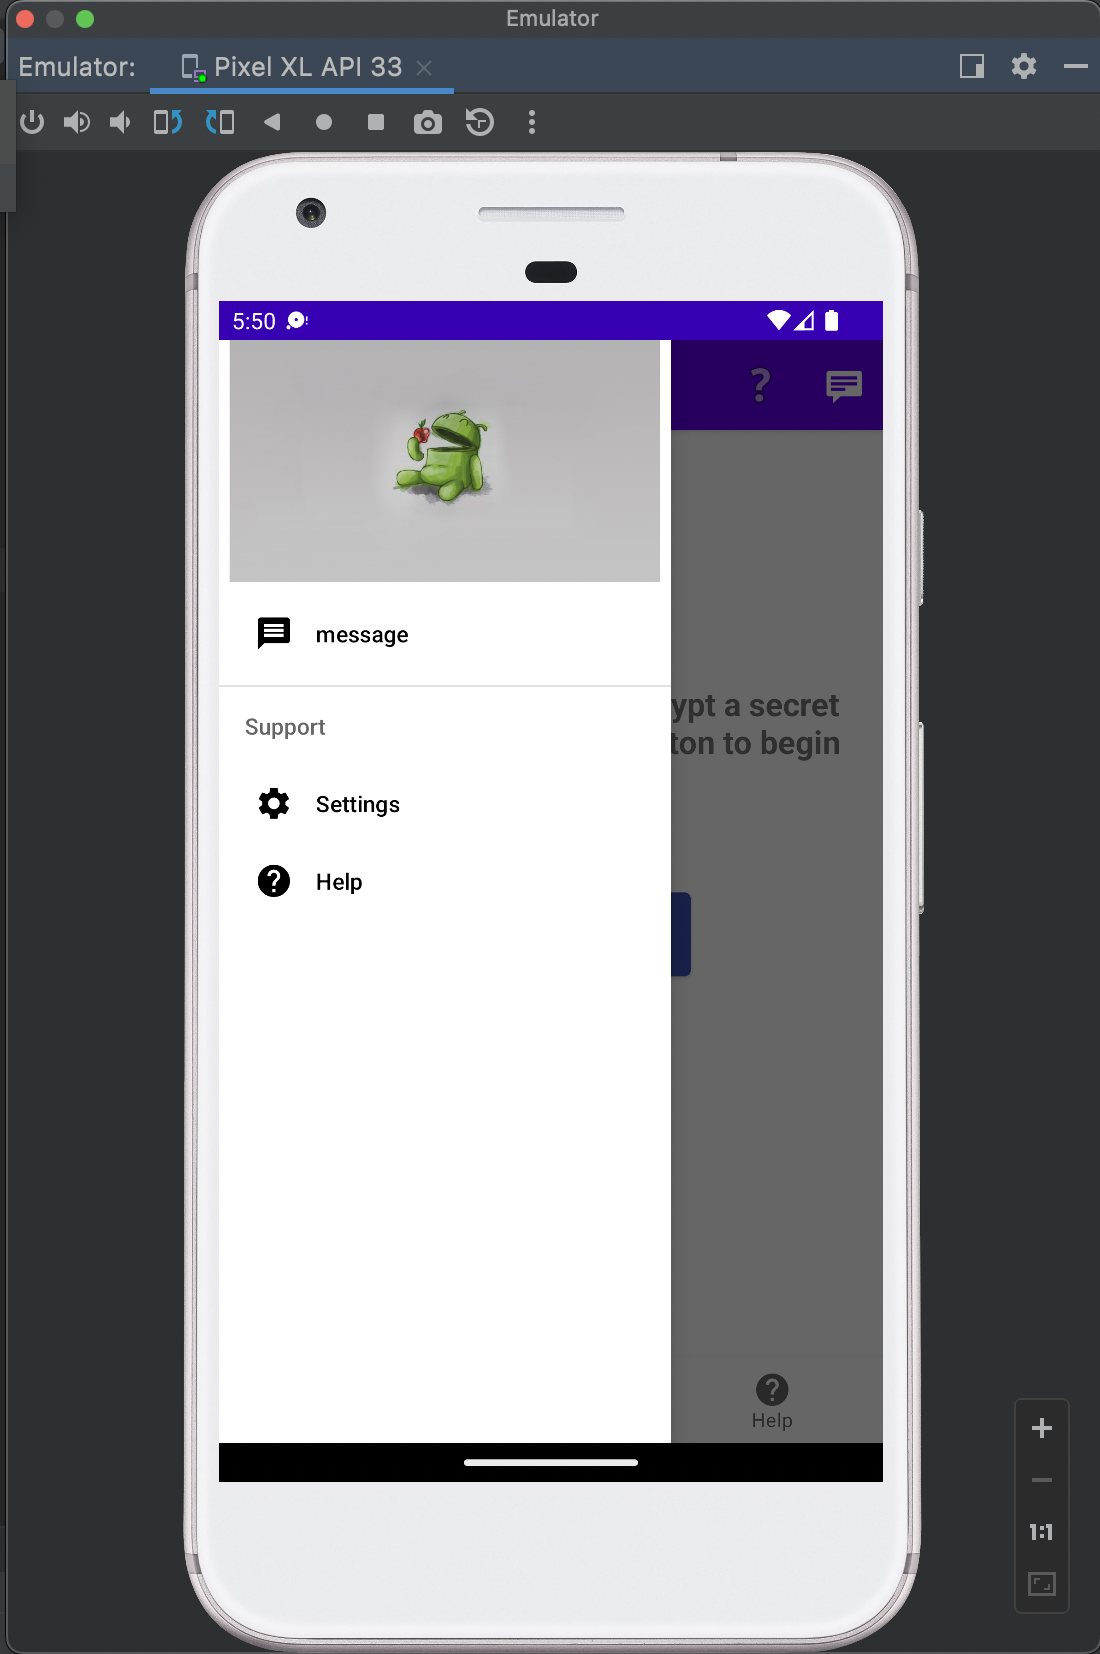 Emulator
Emulator: Pixel XL API 33
5:50
message
ypt a secret
ton to begin
Support
Settings
Help
Help
1:1